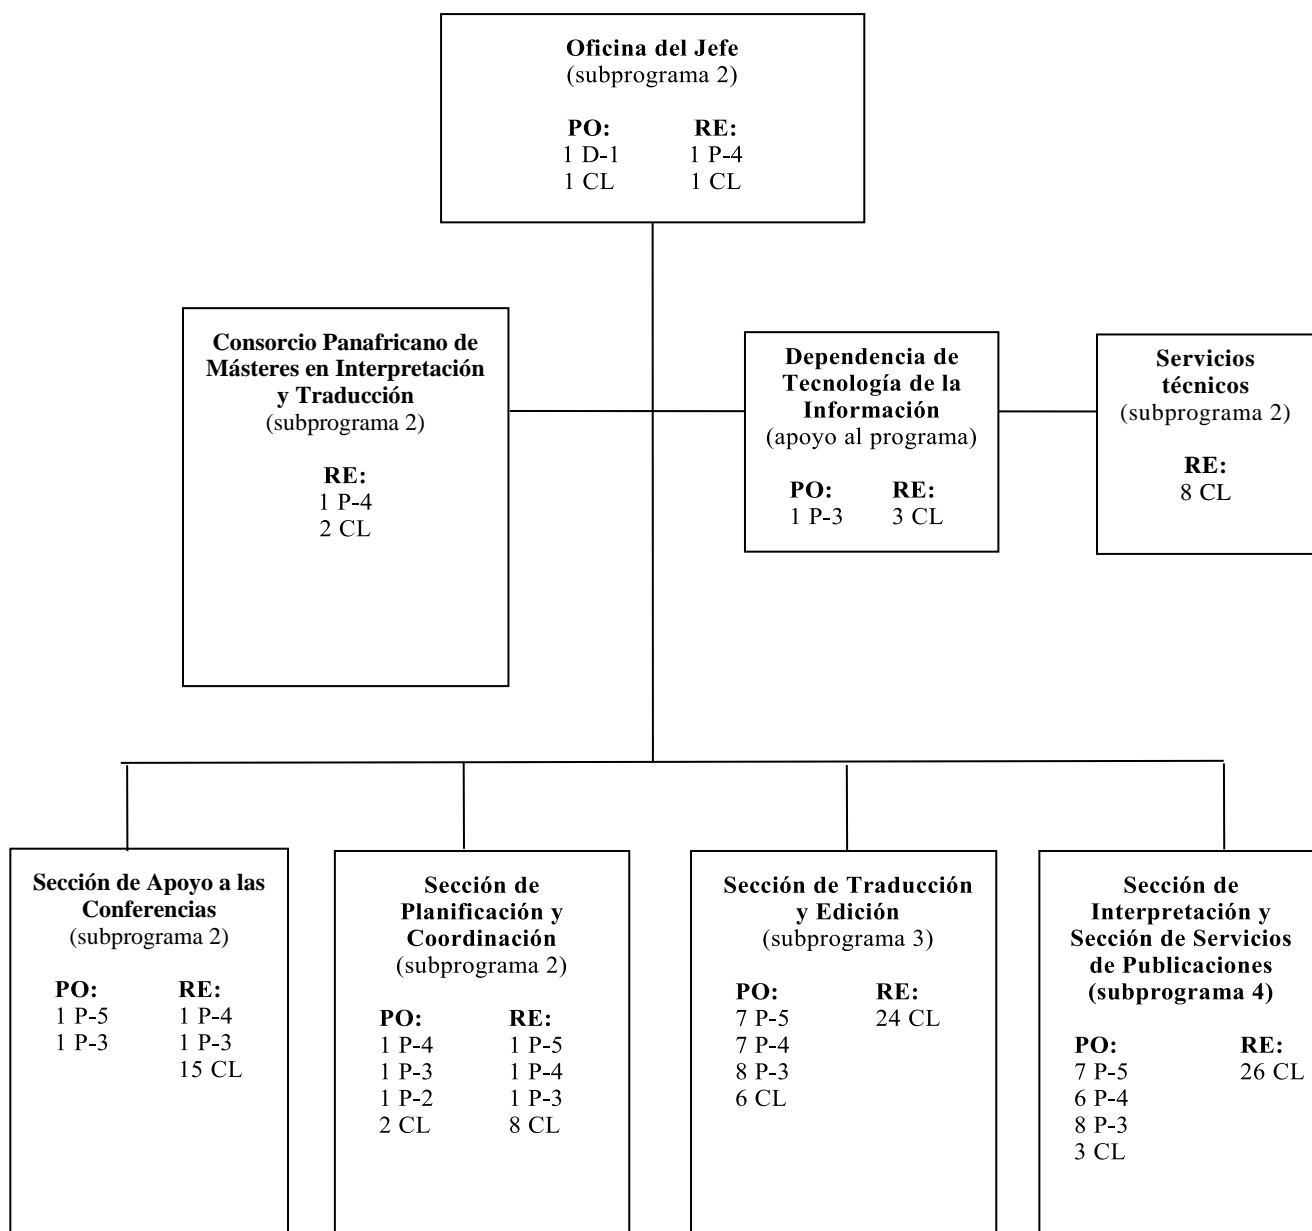 Oficina del Jefe
(subprograma 2)
PO: RE:
1 D-1 1 P-4
1 CL 1 CL
Consorcio Panafricano de
Másteres en Interpretación
y Traducción
(subprograma 2)
RE:
1 P-4
2 CL
Dependencia de
Tecnología de la
Información
(apoyo al programa)
PO: RE:
1 P-3 3 CL
Servicios
técnicos
(subprograma 2)
RE:
8 CL
Sección de Apoyo a las
Conferencias
(subprograma 2)
PO: RE:
1 P-5 1 P-4
1 P-3 1 P-3
15 CL
Sección de
Planificación y
Coordinación
(subprograma 2)
PO: RE:
1 P-4 1 P-5
1 P-3 1 P-4
1 P-2 1 P-3
2 CL 8 CL
Sección de Traducción
y Edición
(subprograma 3)
PO: RE:
7 P-5 24 CL
7 P-4
8 P-3
6 CL
Sección de
Interpretación y
Sección de Servicios
de Publicaciones
(subprograma 4)
PO: RE:
7 P-5 26 CL
6 P-4
8 P-3
3 CL